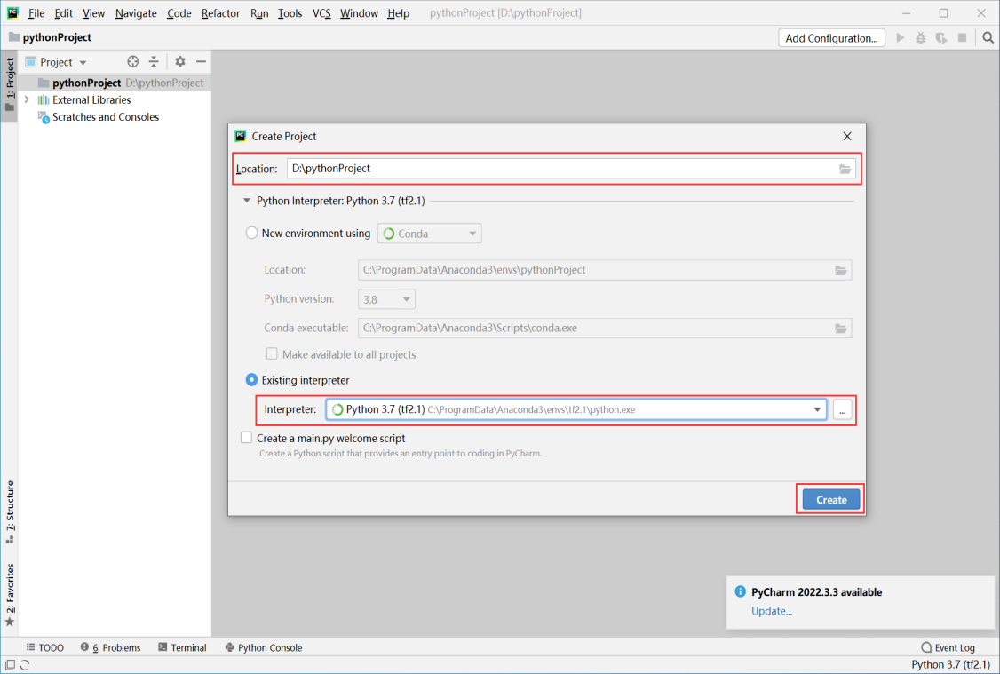 File Edit View Navigate Code Refactor Run Tools VCS Window Help pythonProject [D:\pythonProject]
pythonProject Add Configuration...
1: Project
Project
pythonProject D:\pythonProject
External Libraries
Scratches and Consoles
Create Project
Location: D:\pythonProject
Python Interpreter: Python 3.7 (tf2.1)
New environment using Conda
Location: C:\ProgramData\Anaconda3\envs\pythonProject
Python version: 3.8
Conda executable: C:\ProgramData\Anaconda3\Scripts\conda.exe
Make available to all projects
Existing interpreter
Interpreter: Python 3.7 (tf2.1) C:\ProgramData\Anaconda3\envs\tf2.1\python.exe ...
Create a main.py welcome script
Create a Python script that provides an entry point to coding in PyCharm.
Create
7: Structure
2: Favorites
PyCharm 2022.3.3 available
Update...
TODO 6: Problems Terminal Python Console Event Log
Python 3.7 (tf2.1)